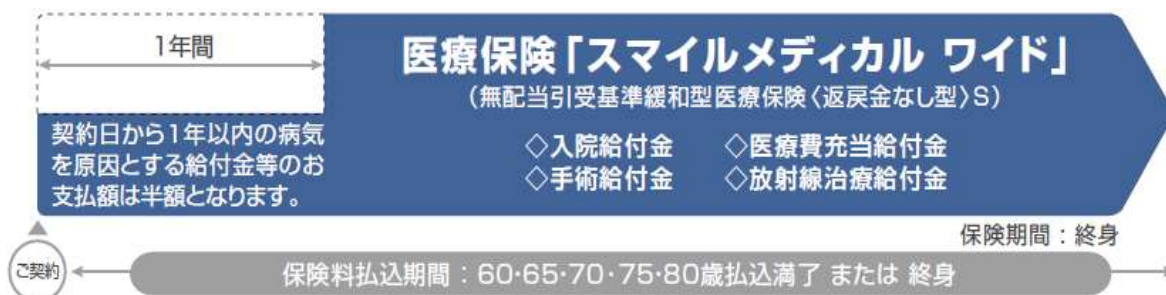 1年間
医療保険「スマイルメディカル ワイド」
(無配当引受基準緩和型医療保険〈返戻金なし型〉S)
契約日から1年以内の病気
を原因とする給付金等のお
支払額は半額となります。
◇入院給付金 ◇医療費充当給付金
◇手術給付金 ◇放射線治療給付金
保険期間：終身
ご契約
保険料払込期間：60・65・70・75・80歳払込満了 または 終身